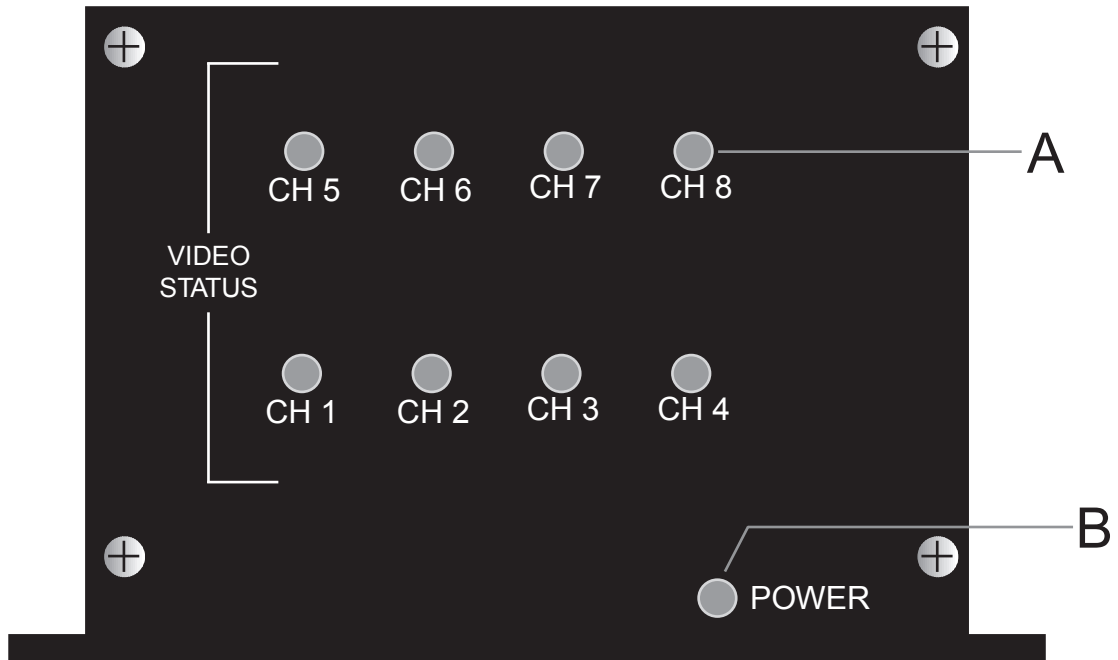 CH 5 CH 6 CH 7 CH 8
A
VIDEO
STATUS
CH 1 CH 2 CH 3 CH 4
B
POWER